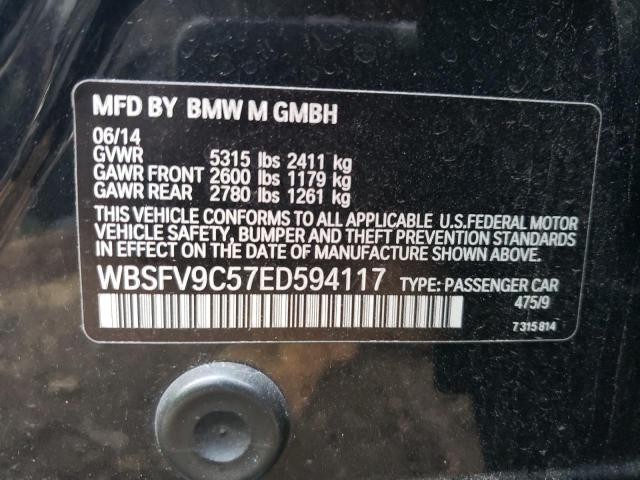 MFD BY BMW M GMBH
06/14
GVWR 5315 lbs 2411 kg
GAWR FRONT 2600 lbs 1179 kg
GAWR REAR 2780 lbs 1261 kg
THIS VEHICLE CONFORMS TO ALL APPLICABLE U.S.FEDERAL MOTOR
VEHICLE SAFETY, BUMPER AND THEFT PREVENTION STANDARDS
IN EFFECT ON THE DATE OF MANUFACTURE SHOWN ABOVE.
WBSFV9C57ED594117 TYPE: PASSENGER CAR
475/9
7 315 814